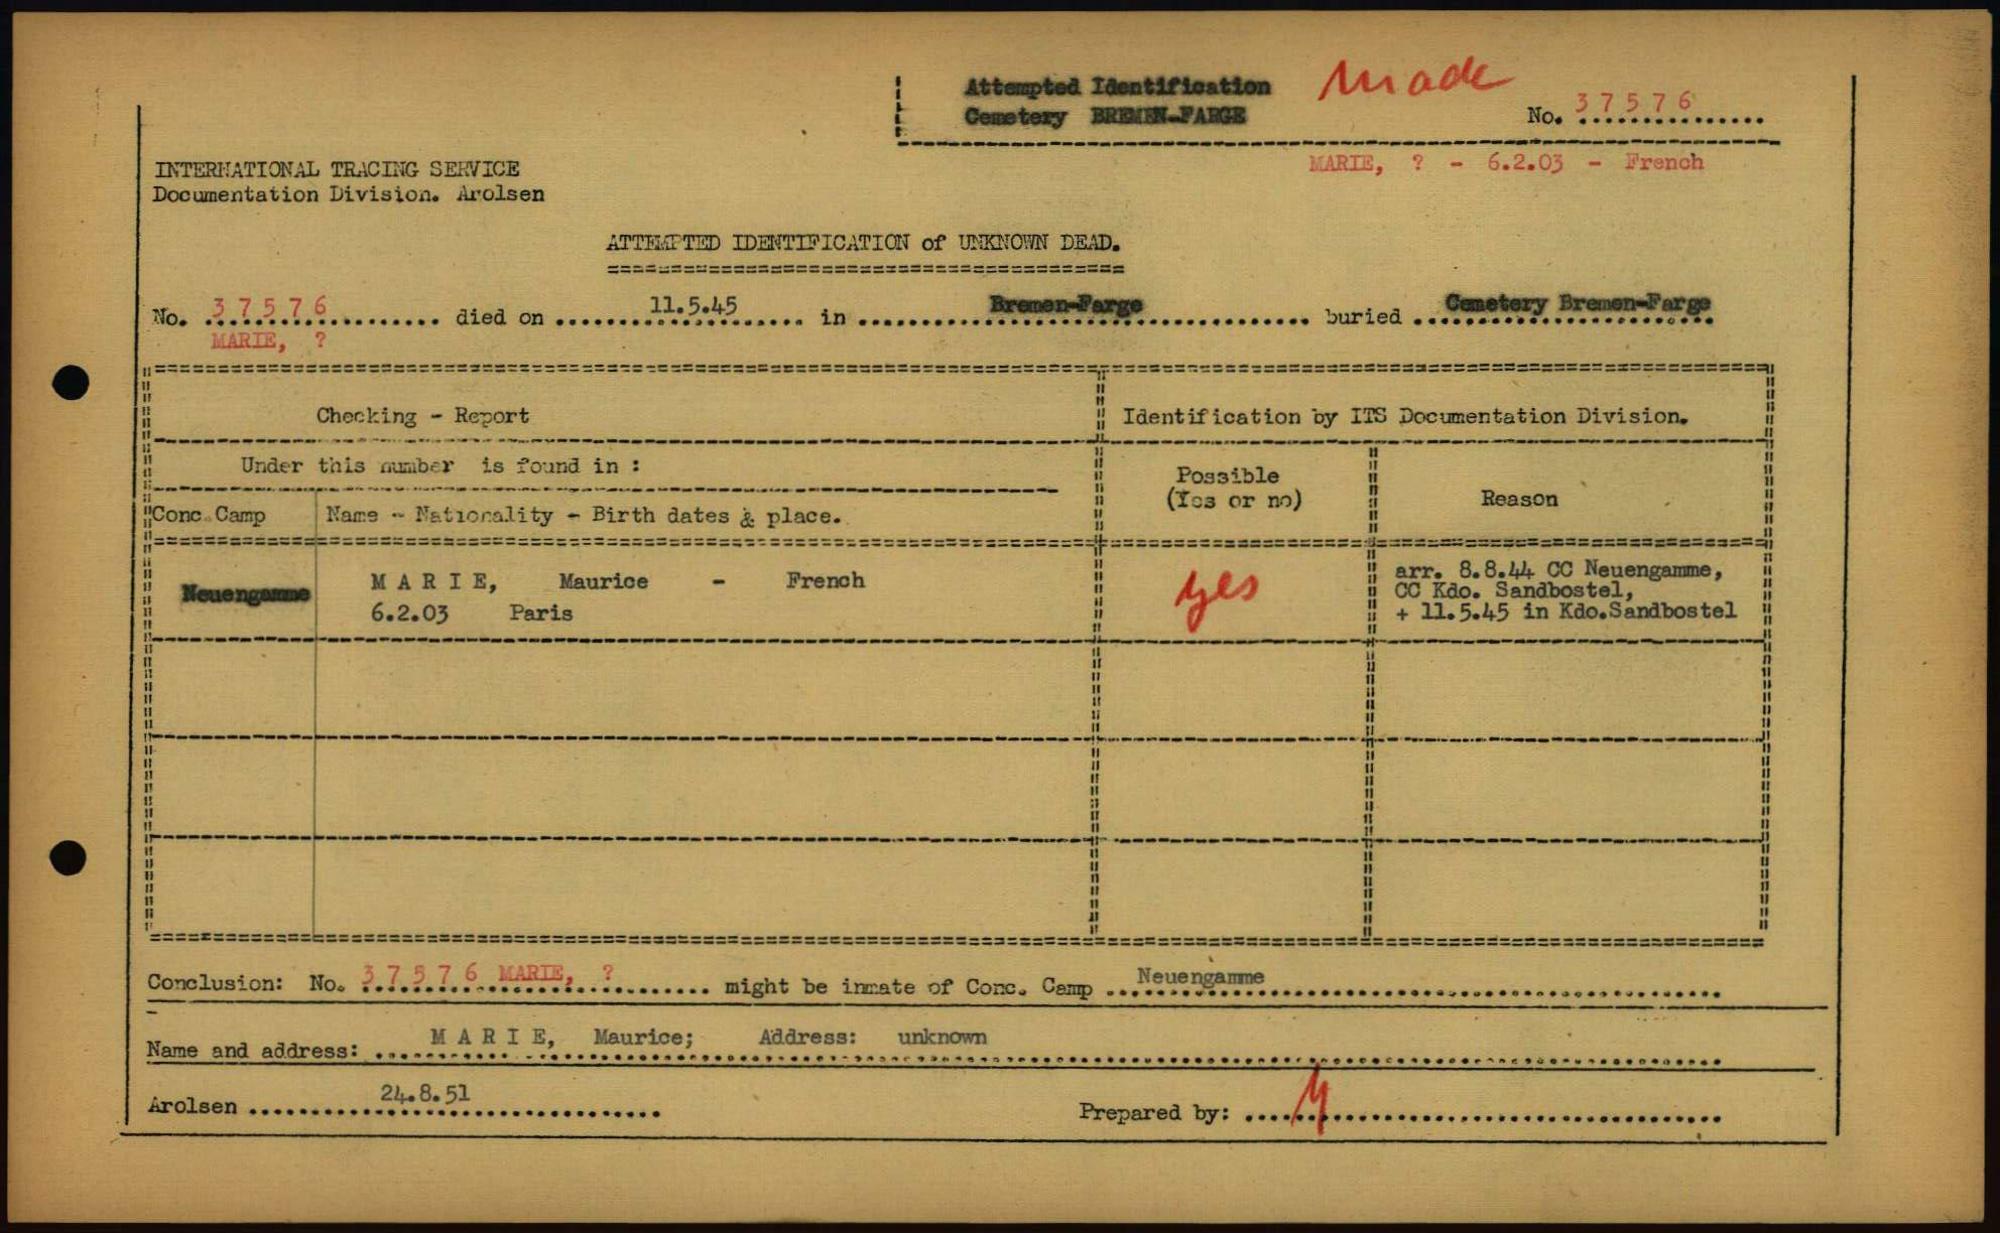 Attempted Identification made
Cemetery BREMEN-FARGE
No. 37576
MARIE, ? - 6.2.03 - French
INTERNATIONAL TRACING SERVICE
Documentation Division. Arolsen
ATTEMPTED IDENTIFICATION of UNKNOWN DEAD.
No. 37576 died on 11.5.45 in Bremen-Farge buried Cemetery Bremen-Farge
MARIE, ?
Checking - Report
Identification by ITS Documentation Division.
Under this number is found in :
Possible
(Yes or no)
Reason
Conc. Camp
Name - Nationality - Birth dates & place.
Neuengamme
MARIE, Maurice - French
6.2.03 Paris
yes
arr. 8.8.44 CC Neuengamme,
CC Kdo. Sandbostel,
+ 11.5.45 in Kdo.Sandbostel
Conclusion: No. 37576 MARIE, ? might be inmate of Conc. Camp Neuengamme
Name and address: MARIE, Maurice; Address: unknown
Arolsen 24.8.51
Prepared by: